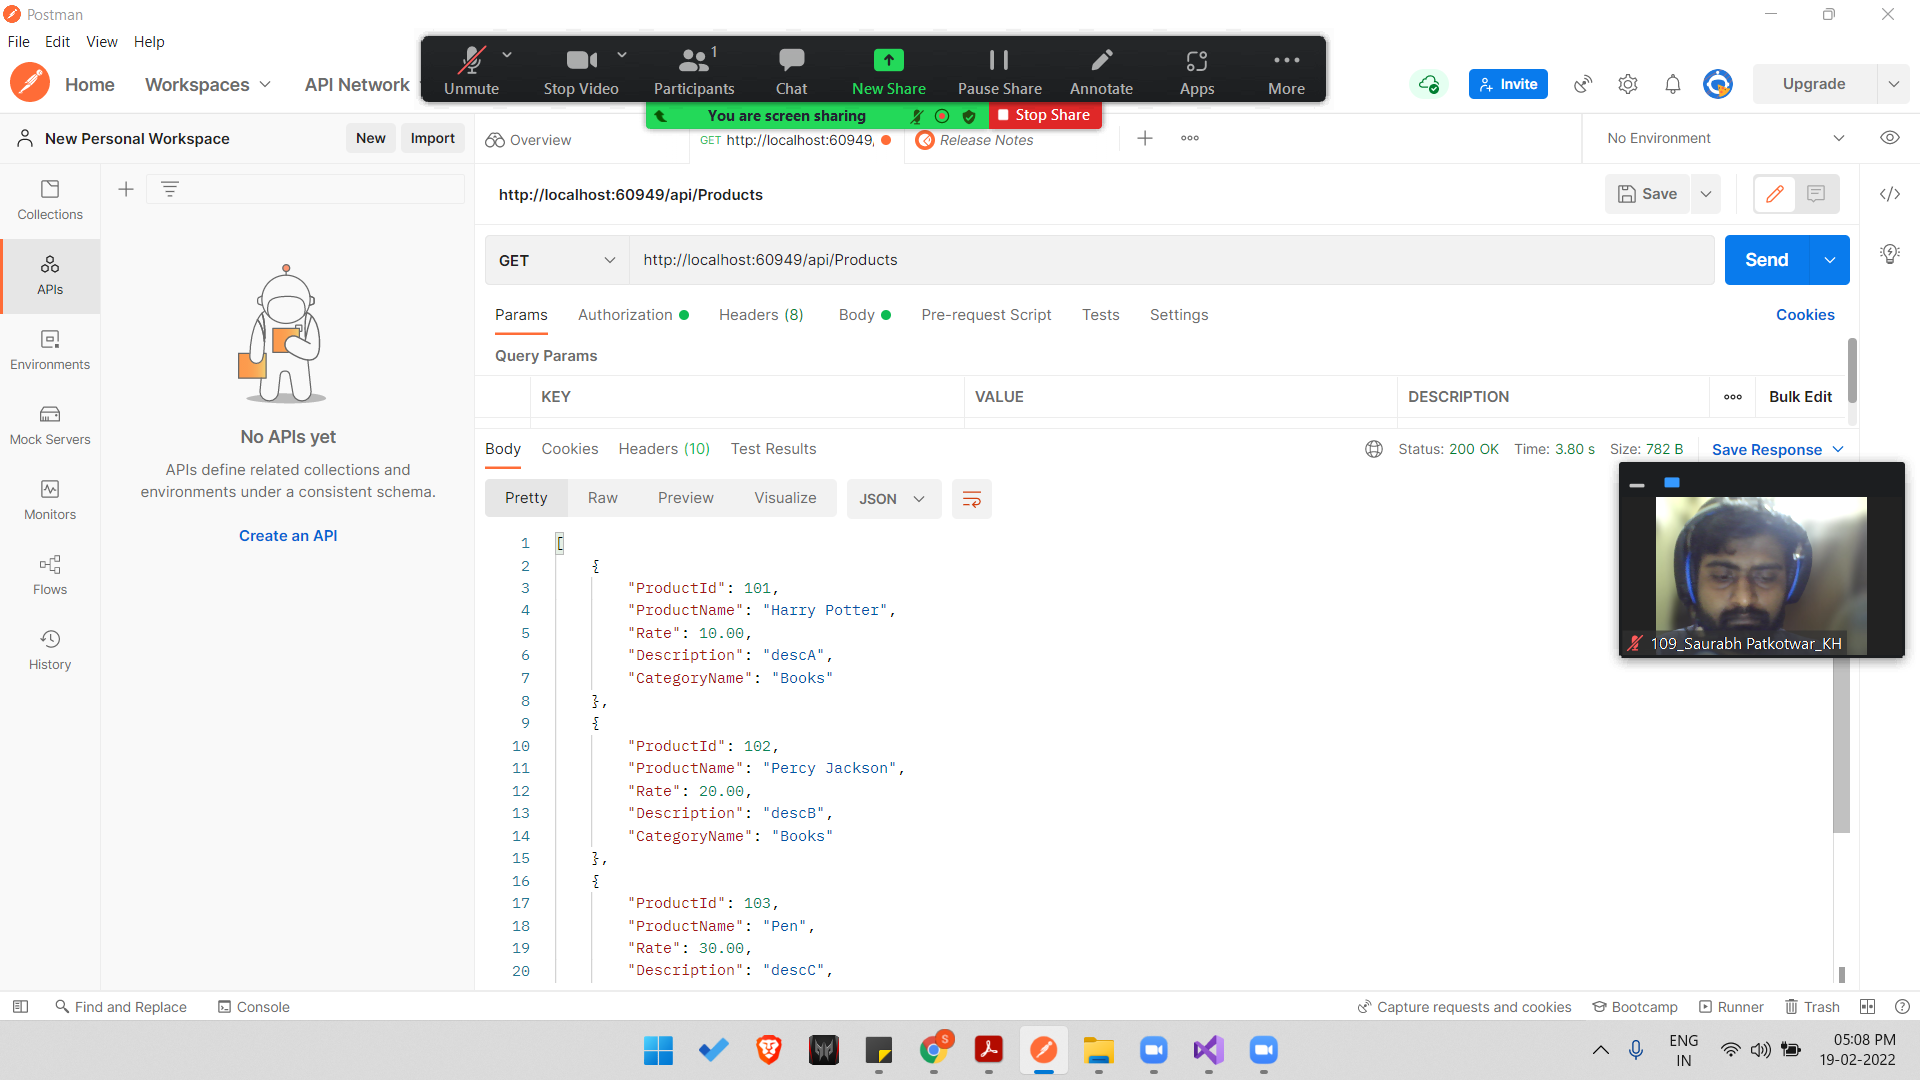 Postman
File Edit View Help
Home Workspaces API Network
Unmute Stop Video Participants 1 Chat New Share Pause Share Annotate Apps More
Invite Upgrade
You are screen sharing Stop Share
New Personal Workspace New Import
Overview GET http://localhost:60949, Release Notes No Environment
Collections
APIs
Environments
Mock Servers
Monitors
Flows
History
No APIs yet
APIs define related collections and
environments under a consistent schema.
Create an API
http://localhost:60949/api/Products Save
GET http://localhost:60949/api/Products Send
Params Authorization Headers (8) Body Pre-request Script Tests Settings Cookies
Query Params
KEY VALUE DESCRIPTION Bulk Edit
Body Cookies Headers (10) Test Results Status: 200 OK Time: 3.80 s Size: 782 B Save Response
Pretty Raw Preview Visualize JSON
1 [
2 {
3 "ProductId": 101,
4 "ProductName": "Harry Potter",
5 "Rate": 10.00,
6 "Description": "descA",
7 "CategoryName": "Books"
8 },
9 {
10 "ProductId": 102,
11 "ProductName": "Percy Jackson",
12 "Rate": 20.00,
13 "Description": "descB",
14 "CategoryName": "Books"
15 },
16 {
17 "ProductId": 103,
18 "ProductName": "Pen",
19 "Rate": 30.00,
20 "Description": "descC",
109_Saurabh Patkotwar_KH
Find and Replace Console Capture requests and cookies Bootcamp Runner Trash
S
ENG
IN
05:08 PM
19-02-2022